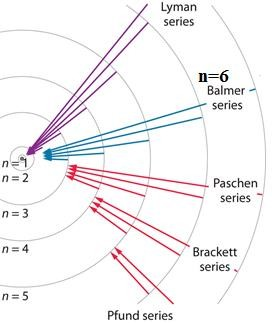 Lyman
series
n=6
Balmer
series
n = 1
n = 2
Paschen
series
n = 3
n = 4
Brackett
series
n = 5
Pfund series